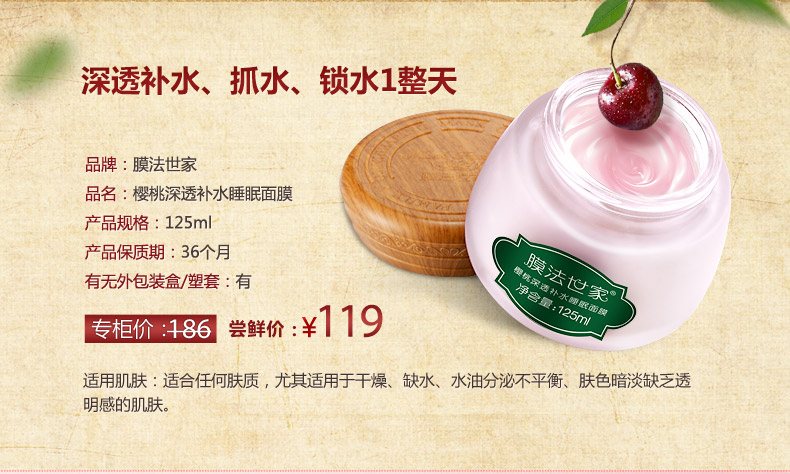 深透补水、抓水、锁水1整天
品牌：膜法世家
品名：樱桃深透补水睡眠面膜
产品规格：125ml
产品保质期：36个月
有无外包装盒/塑套：有
专柜价：186 尝鲜价：¥119
适用肌肤：适合任何肤质，尤其适用于干燥、缺水、水油分泌不平衡、肤色暗淡缺乏透
明感的肌肤。
膜法世家®
樱桃深透补水睡眠面膜
净含量:125ml